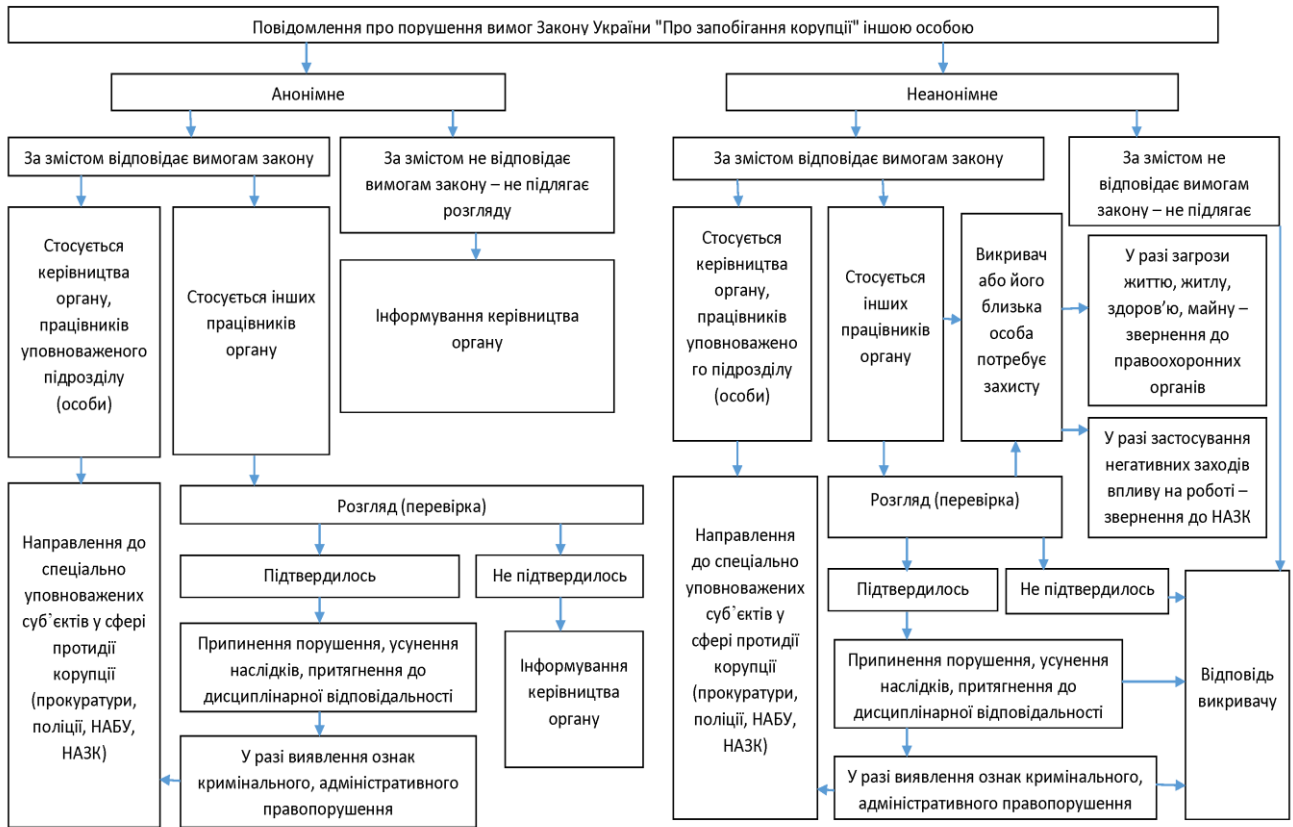 Повідомлення про порушення вимог Закону України "Про запобігання корупції" іншою особою
Анонімне
За змістом відповідає вимогам закону
За змістом не відповідає
вимогам закону – не підлягає
розгляду
Стосується
керівництва
органу,
працівників
уповноваженого
підрозділу
(особи)
Стосується інших
працівників
органу
Інформування керівництва
органу
Направлення до
спеціально
уповноважених
суб`єктів у сфері
протидії
корупції
(прокуратури,
поліції, НАБУ,
НАЗК)
Розгляд (перевірка)
Підтвердилось
Не підтвердилось
Припинення порушення, усунення
наслідків, притягнення до
дисциплінарної відповідальності
Інформування
керівництва
органу
У разі виявлення ознак
кримінального, адміністративного
правопорушення
Неанонімне
За змістом відповідає вимогам закону
За змістом не
відповідає вимогам
закону – не підлягає
Стосується
керівництва
органу,
працівників
уповноважено
го підрозділу
(особи)
Стосується
інших
працівників
органу
Викривач
або його
близька
особа
потребує
захисту
У разі загрози
життю, житлу,
здоров’ю, майну –
звернення до
правоохоронних
органів
У разі застосування
негативних заходів
впливу на роботі –
звернення до НАЗК
Направлення
до спеціально
уповноважених
суб`єктів у
сфері протидії
корупції
(прокуратури,
поліції, НАБУ,
НАЗК)
Розгляд (перевірка)
Підтвердилось
Не підтвердилось
Припинення порушення, усунення
наслідків, притягнення до
дисциплінарної відповідальності
У разі виявлення ознак кримінального,
адміністративного правопорушення
Відповідь
викривачу